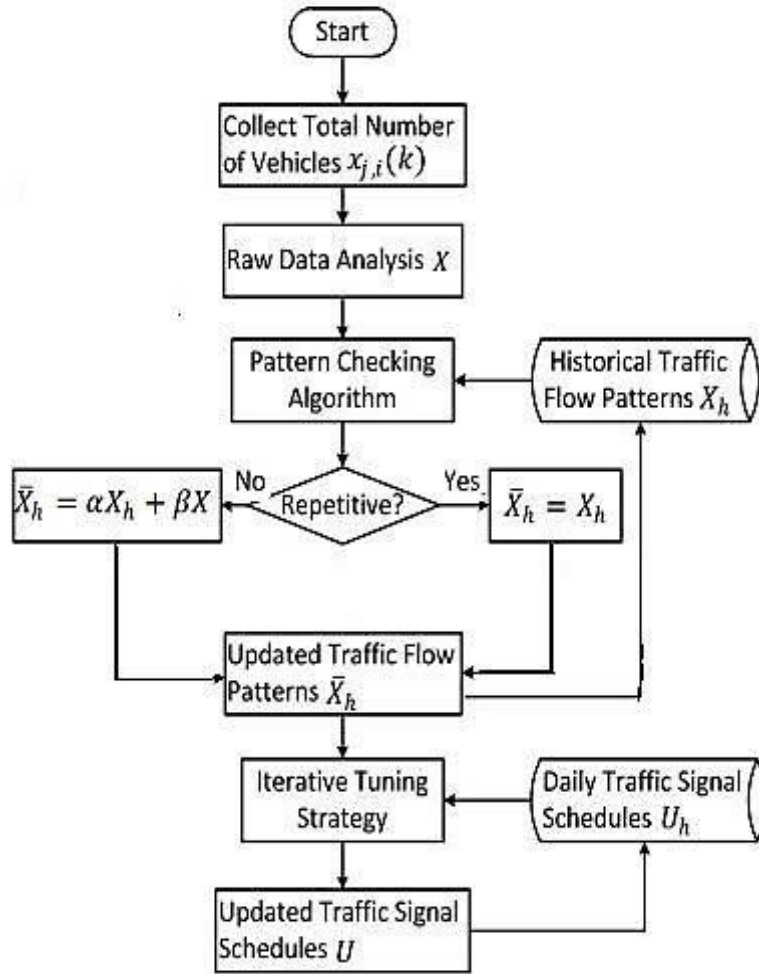 Start
Collect Total Number
of Vehicles x_{j,i}(k)
Raw Data Analysis X
Pattern Checking
Algorithm
Historical Traffic
Flow Patterns X_h
No
Repetitive?
Yes
X̄_h = αX_h + βX
X̄_h = X_h
Updated Traffic Flow
Patterns X̄_h
Iterative Tuning
Strategy
Daily Traffic Signal
Schedules U_h
Updated Traffic Signal
Schedules U